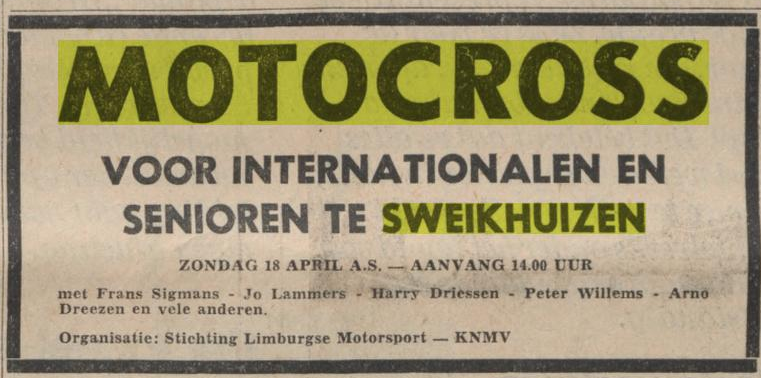 MOTOCROSS
VOOR INTERNATIONALEN EN
SENIOREN TE SWEIKHUIZEN
ZONDAG 18 APRIL A.S. — AANVANG 14.00 UUR
met Frans Sigmans - Jo Lammers - Harry Driessen - Peter Willems - Arno
Dreezen en vele anderen.
Organisatie: Stichting Limburgse Motorsport — KNMV